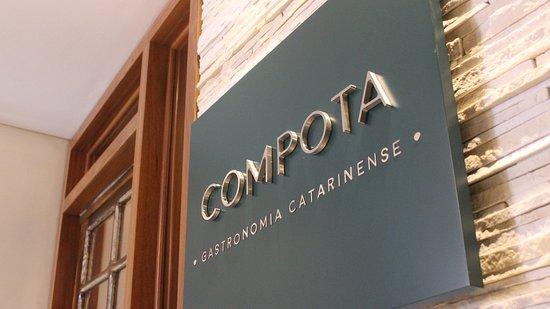 COMPOTA
• GASTRONOMIA CATARINENSE •